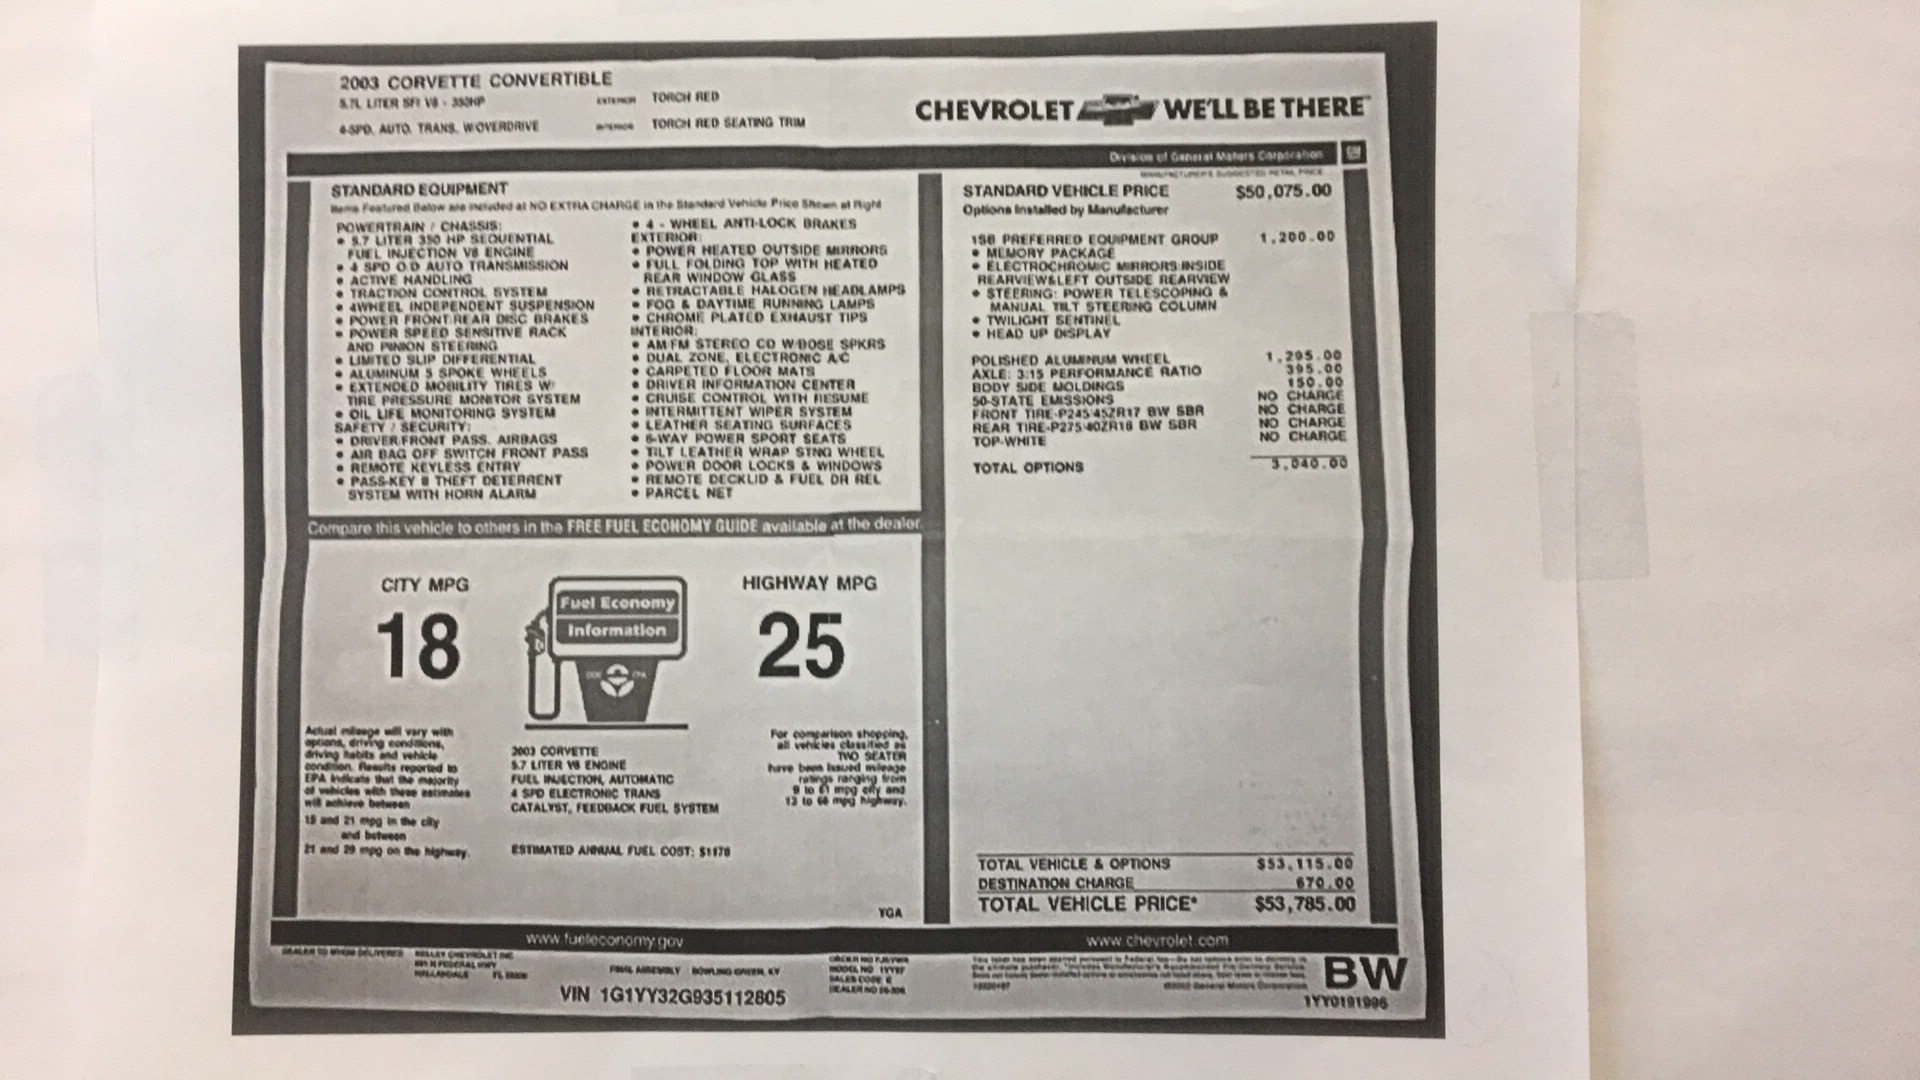 2003 CORVETTE CONVERTIBLE
5.7L LITER SFI V8 - 350HP
EXTERIOR TORCH RED
4-SPD. AUTO. TRANS. W/OVERDRIVE
INTERIOR TORCH RED SEATING TRIM
CHEVROLET WE'LL BE THERE
Division of General Motors Corporation GM
STANDARD EQUIPMENT
Items Featured Below are included at NO EXTRA CHARGE in the Standard Vehicle Price Shown at Right
POWERTRAIN / CHASSIS:
• 5.7 LITER 350 HP SEQUENTIAL
FUEL INJECTION V8 ENGINE
• 4 SPD O/D AUTO TRANSMISSION
• ACTIVE HANDLING
• TRACTION CONTROL SYSTEM
• 4WHEEL INDEPENDENT SUSPENSION
• POWER FRONT/REAR DISC BRAKES
• POWER SPEED SENSITIVE RACK
AND PINION STEERING
• LIMITED SLIP DIFFERENTIAL
• ALUMINUM 5 SPOKE WHEELS
• EXTENDED MOBILITY TIRES W/
TIRE PRESSURE MONITOR SYSTEM
• OIL LIFE MONITORING SYSTEM
SAFETY / SECURITY:
• DRIVER/FRONT PASS. AIRBAGS
• AIR BAG OFF SWITCH FRONT PASS
• REMOTE KEYLESS ENTRY
• PASS-KEY II THEFT DETERRENT
SYSTEM WITH HORN ALARM
• 4 - WHEEL ANTI-LOCK BRAKES
EXTERIOR:
• POWER HEATED OUTSIDE MIRRORS
• FULL FOLDING TOP WITH HEATED
REAR WINDOW GLASS
• RETRACTABLE HALOGEN HEADLAMPS
• FOG & DAYTIME RUNNING LAMPS
• CHROME PLATED EXHAUST TIPS
INTERIOR:
• AM/FM STEREO CD W/BOSE SPKRS
• DUAL ZONE, ELECTRONIC A/C
• CARPETED FLOOR MATS
• DRIVER INFORMATION CENTER
• CRUISE CONTROL WITH RESUME
• INTERMITTENT WIPER SYSTEM
• LEATHER SEATING SURFACES
• 6-WAY POWER SPORT SEATS
• TILT LEATHER WRAP STNG WHEEL
• POWER DOOR LOCKS & WINDOWS
• REMOTE DECKLID & FUEL DR REL
• PARCEL NET
MANUFACTURER'S SUGGESTED RETAIL PRICE
STANDARD VEHICLE PRICE $50,075.00
Options Installed by Manufacturer
1SB PREFERRED EQUIPMENT GROUP 1,200.00
• MEMORY PACKAGE
• ELECTROCHROMIC MIRRORS:INSIDE
REARVIEW&LEFT OUTSIDE REARVIEW
• STEERING: POWER TELESCOPING &
MANUAL TILT STEERING COLUMN
• TWILIGHT SENTINEL
• HEAD UP DISPLAY
POLISHED ALUMINUM WHEEL 1,295.00
AXLE: 3:15 PERFORMANCE RATIO 395.00
BODY SIDE MOLDINGS 150.00
50-STATE EMISSIONS NO CHARGE
FRONT TIRE-P245/45ZR17 BW SBR NO CHARGE
REAR TIRE-P275/40ZR18 BW SBR NO CHARGE
TOP-WHITE NO CHARGE
TOTAL OPTIONS 3,040.00
Compare this vehicle to others in the FREE FUEL ECONOMY GUIDE available at the dealer.
CITY MPG
18
Fuel Economy
Information
DOE EPA
HIGHWAY MPG
25
Actual mileage will vary with
options, driving conditions,
driving habits and vehicle
condition. Results reported to
EPA indicate that the majority
of vehicles with these estimates
will achieve between
15 and 21 mpg in the city
and between
21 and 29 mpg on the highway.
2003 CORVETTE
5.7 LITER V8 ENGINE
FUEL INJECTION, AUTOMATIC
4 SPD ELECTRONIC TRANS
CATALYST, FEEDBACK FUEL SYSTEM
ESTIMATED ANNUAL FUEL COST: $1178
For comparison shopping,
all vehicles classified as
TWO SEATER
have been issued mileage
ratings ranging from
9 to 61 mpg city and
13 to 68 mpg highway.
YGA
TOTAL VEHICLE & OPTIONS $53,115.00
DESTINATION CHARGE 670.00
TOTAL VEHICLE PRICE* $53,785.00
www.fueleconomy.gov
www.chevrolet.com
DEALER TO WHOM DELIVERED
CHEVROLET INC
N FEDERAL HWY
HALLANDALE FL
FINAL ASSEMBLY BOWLING GREEN, KY
VIN 1G1YY32G935112805
ORDER NO
MODEL NO 1YY67
SALES CODE E
DEALER NO
General Motors Corporation
BW
1YY0191996